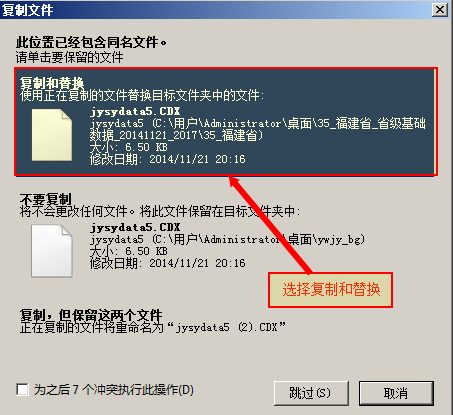 复制文件
此位置已经包含同名文件。
请单击要保留的文件
复制和替换
使用正在复制的文件替换目标文件夹中的文件:
jysydata5.CDX
jysydata5 (C:\用户\Administrator\桌面\35_福建省_省级基础
数据_20141121_2017\35_福建省)
大小: 6.50 KB
修改日期: 2014/11/21 20:16
不要复制
将不会更改任何文件。将此文件保留在目标文件夹中:
jysydata5.CDX
jysydata5 (C:\用户\Administrator\桌面\ywjy_bg)
大小: 6.50 KB
修改日期: 2014/11/21 20:16
选择复制和替换
复制，但保留这两个文件
正在复制的文件将重命名为“jysydata5 (2).CDX”
为之后 7 个冲突执行此操作(D)
跳过(S)
取消